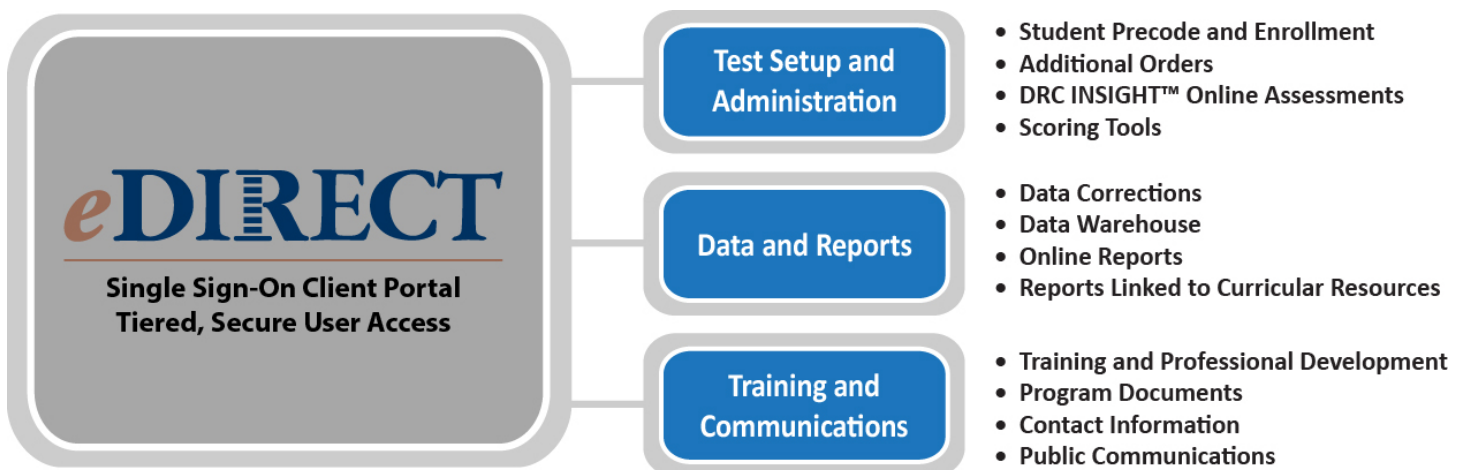 eDIRECT
Single Sign-On Client Portal
Tiered, Secure User Access
Test Setup and
Administration
• Student Precode and Enrollment
• Additional Orders
• DRC INSIGHT™ Online Assessments
• Scoring Tools
Data and Reports
• Data Corrections
• Data Warehouse
• Online Reports
• Reports Linked to Curricular Resources
Training and
Communications
• Training and Professional Development
• Program Documents
• Contact Information
• Public Communications